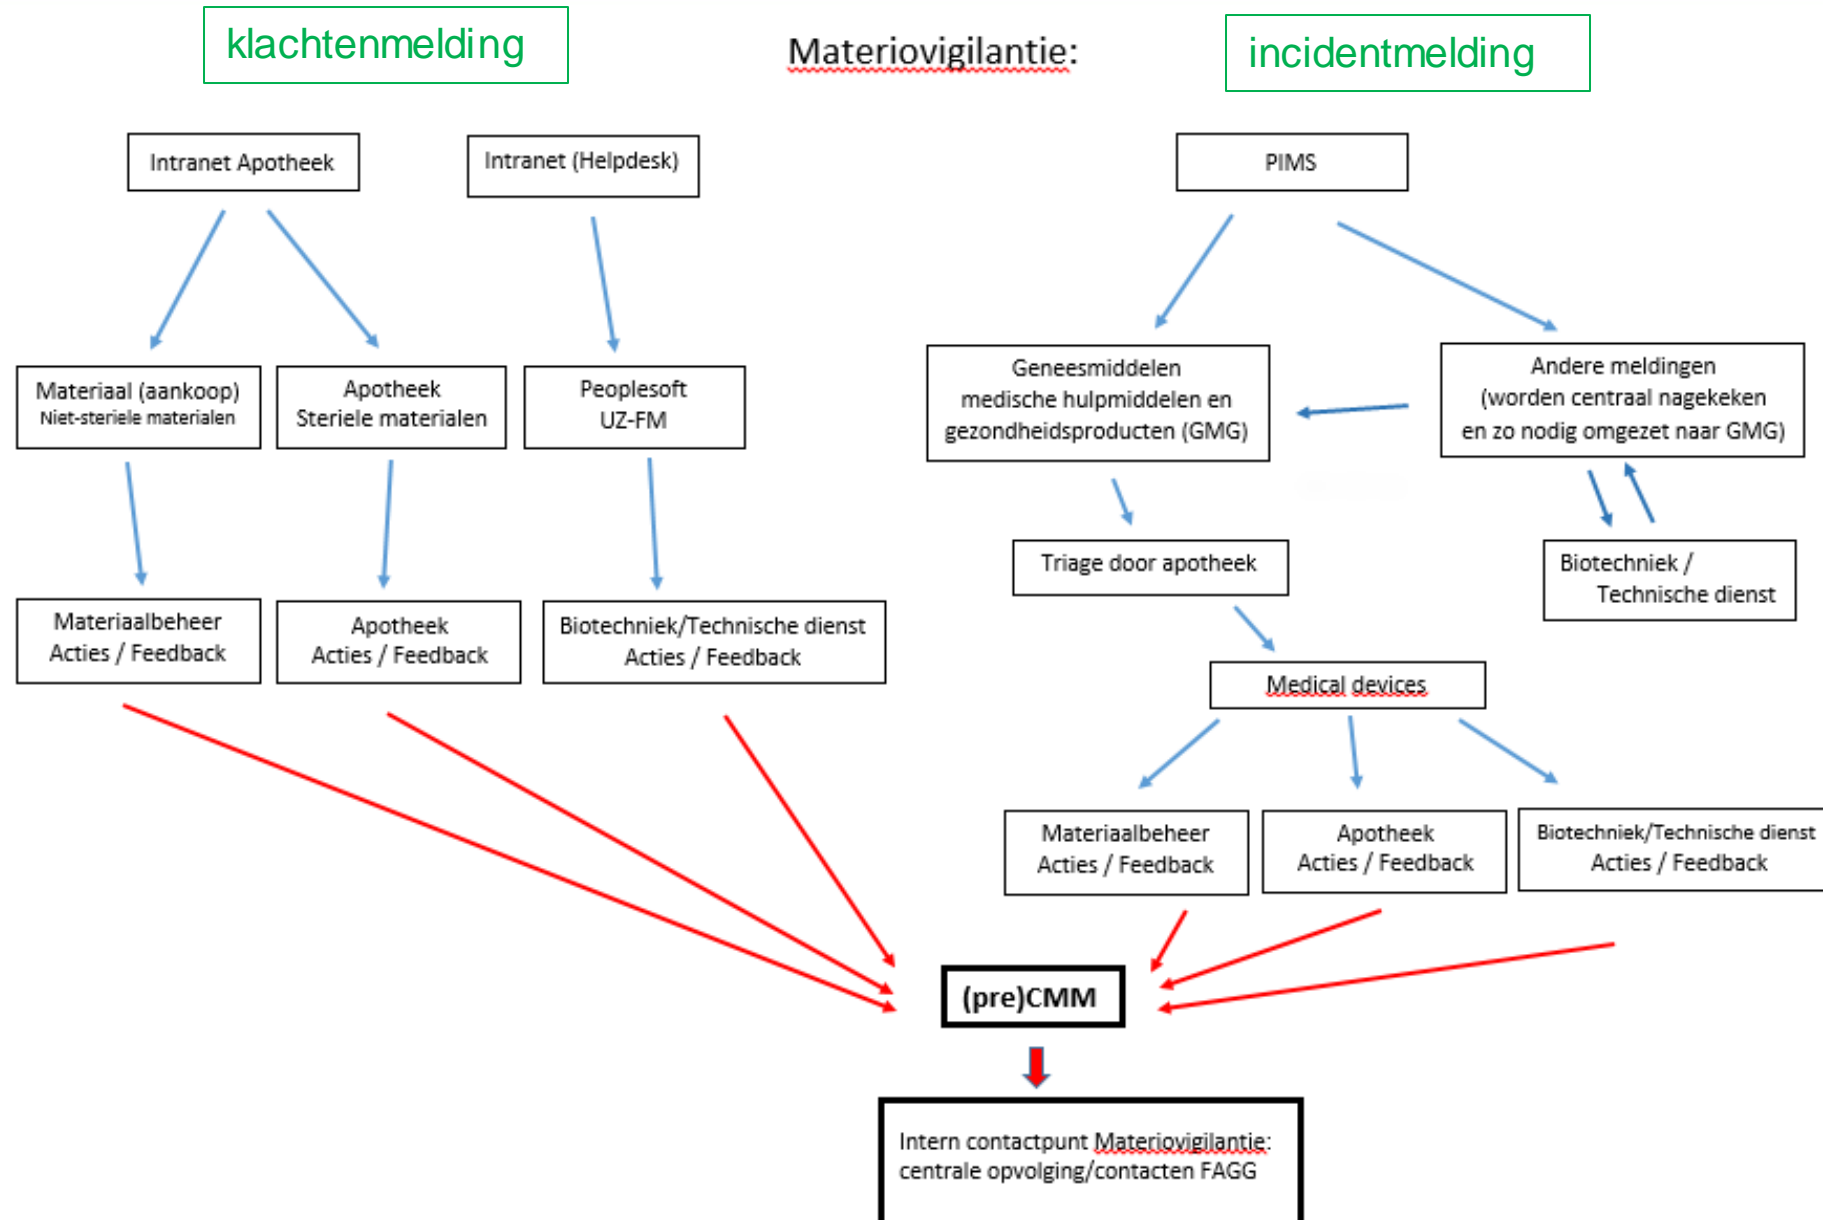 klachtenmelding
Materiovigilantie:
incidentmelding
Intranet Apotheek
Intranet (Helpdesk)
PIMS
Materiaal (aankoop)
Niet-steriele materialen
Apotheek
Steriele materialen
Peoplesoft
UZ-FM
Geneesmiddelen
medische hulpmiddelen en
gezondheidsproducten (GMG)
Andere meldingen
(worden centraal nagekeken
en zo nodig omgezet naar GMG)
Triage door apotheek
Biotechniek /
Technische dienst
Materiaalbeheer
Acties / Feedback
Apotheek
Acties / Feedback
Biotechniek/Technische dienst
Acties / Feedback
Medical devices
Materiaalbeheer
Acties / Feedback
Apotheek
Acties / Feedback
Biotechniek/Technische dienst
Acties / Feedback
(pre)CMM
Intern contactpunt Materiovigilantie:
centrale opvolging/contacten FAGG